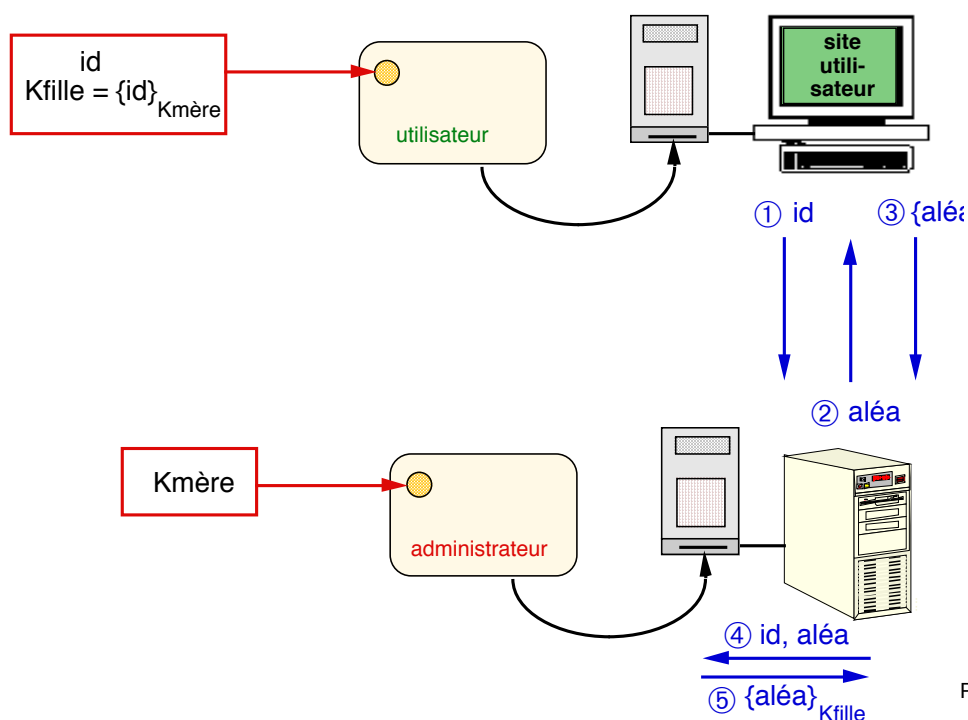 id
Kfille = {id}Kmère
utilisateur
site
utili-
sateur
① id
③ {aléa
② aléa
Kmère
administrateur
④ id, aléa
⑤ {aléa}Kfille